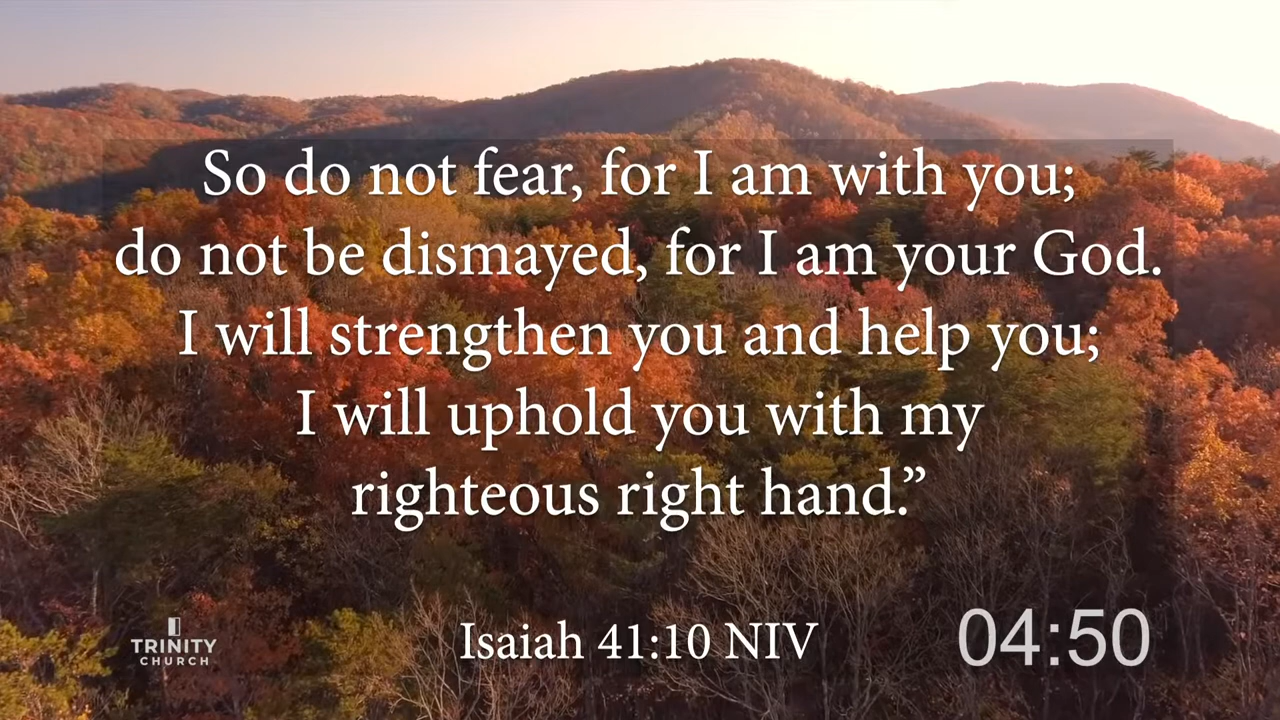 So do not fear, for I am with you;
do not be dismayed, for I am your God.
I will strengthen you and help you;
I will uphold you with my
righteous right hand.”
TRINITY
CHURCH
Isaiah 41:10 NIV
04:50